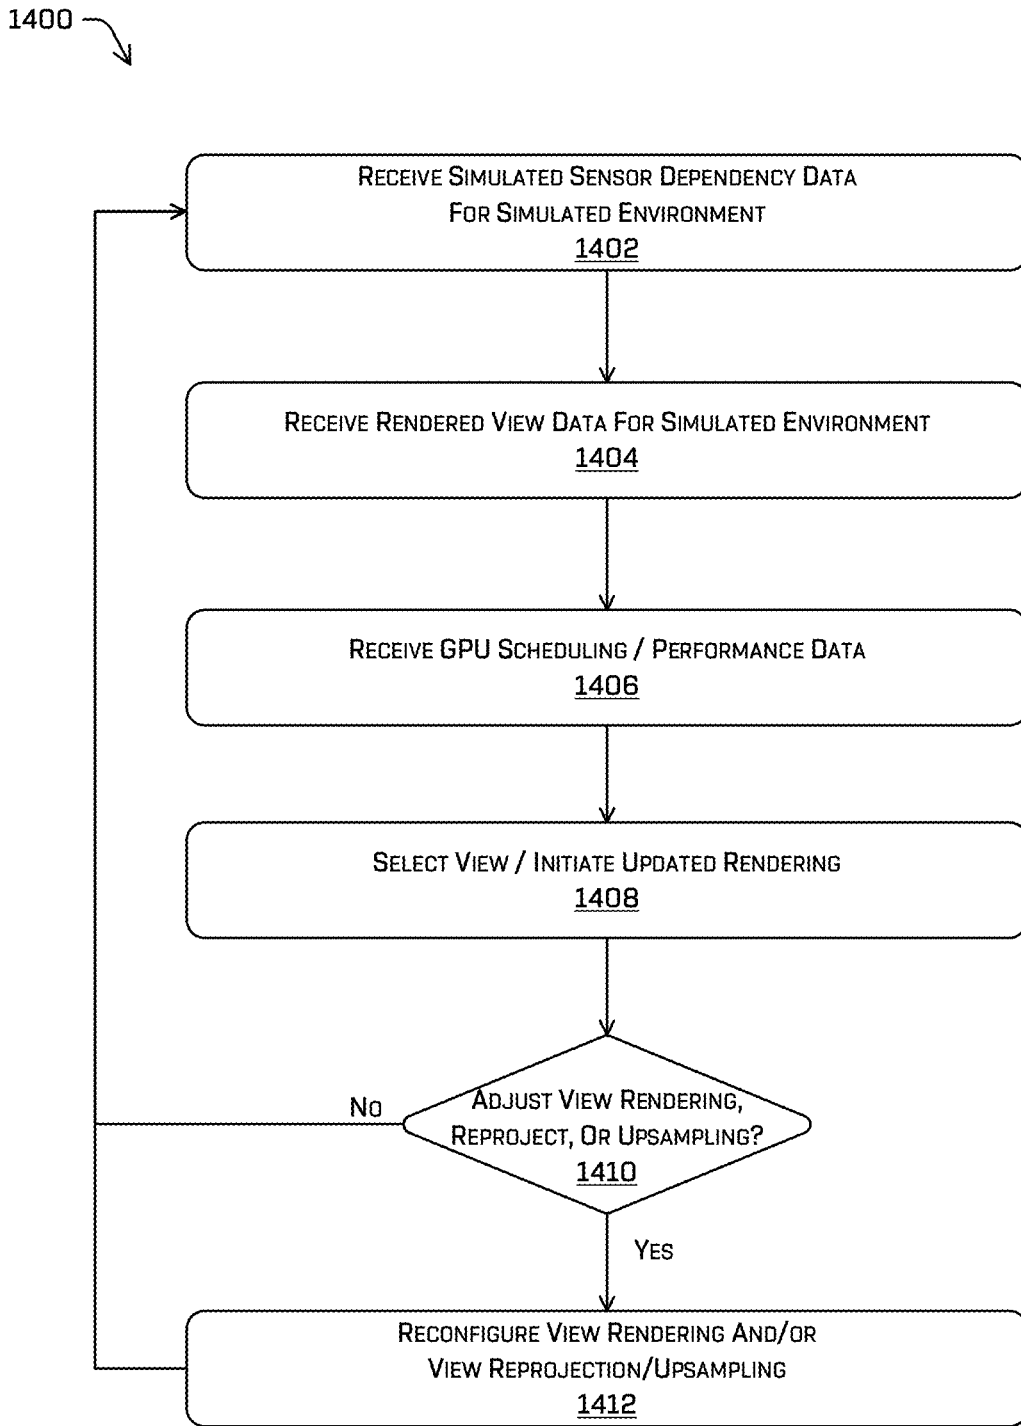 1400
Receive Simulated Sensor Dependency Data
For Simulated Environment
1402
Receive Rendered View Data For Simulated Environment
1404
Receive GPU Scheduling / Performance Data
1406
Select View / Initiate Updated Rendering
1408
No
Adjust View Rendering,
Reproject, Or Upsampling?
1410
Yes
Reconfigure View Rendering And/or
View Reprojection/Upsampling
1412